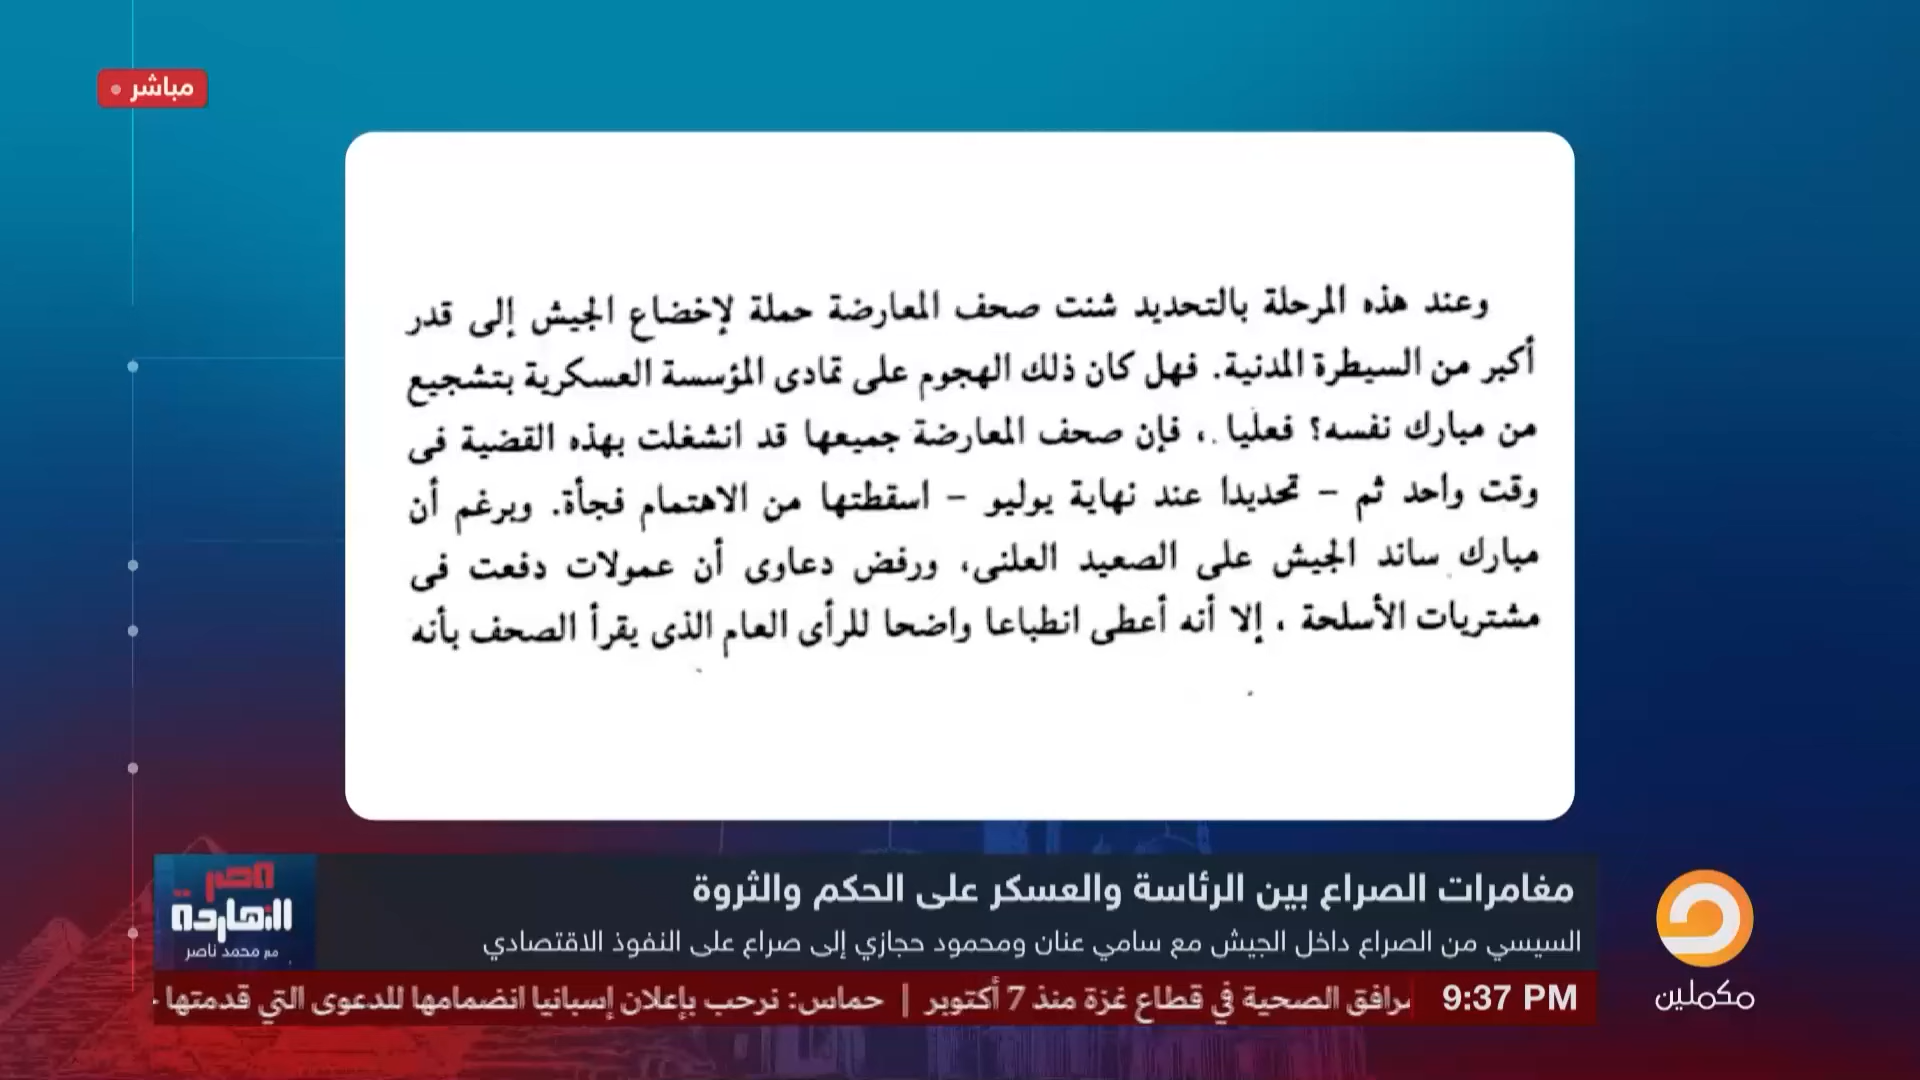 مباشر
وعند هذه المرحلة بالتحديد شنت صحف المعارضة حملة لإخضاع الجيش إلى قدر
أكبر من السيطرة المدنية. فهل كان ذلك الهجوم على تمادى المؤسسة العسكرية بتشجيع
من مبارك نفسه؟ فعليا ، فإن صحف المعارضة جميعها قد انشغلت بهذه القضية فى
وقت واحد ثم – تحديدا عند نهاية يوليو – اسقطتها من الاهتمام فجأة. وبرغم أن
مبارك ساند الجيش على الصعيد العلنى، ورفض دعاوى أن عمولات دفعت فى
مشتريات الأسلحة ، إلا أنه أعطى انطباعا واضحا للرأى العام الذى يقرأ الصحف بأنه
مغامرات الصراع بين الرئاسة والعسكر على الحكم والثروة
السيسي من الصراع داخل الجيش مع سامي عنان ومحمود حجازي إلى صراع على النفوذ الاقتصادي
مصر
النهاردة
مع محمد ناصر
9:37 PM
الصحية في قطاع غزة منذ 7 أكتوبر | حماس: نرحب بإعلان إسبانيا انضمامها للدعوى التي قدمتها
مكملين